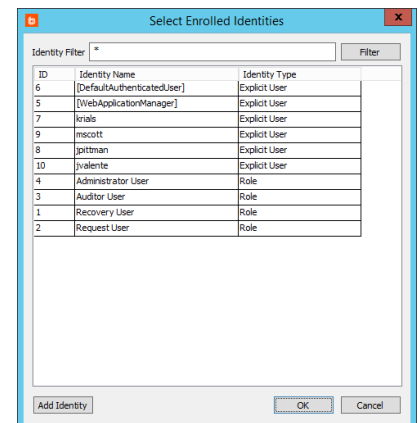 Select Enrolled Identities
x
Identity Filter * Filter
ID Identity Name Identity Type
6 [DefaultAuthenticatedUser] Explicit User
5 [WebApplicationManager] Explicit User
7 krials Explicit User
9 mscott Explicit User
8 jpittman Explicit User
10 jvalente Explicit User
4 Administrator User Role
3 Auditor User Role
1 Recovery User Role
2 Request User Role
Add Identity OK Cancel